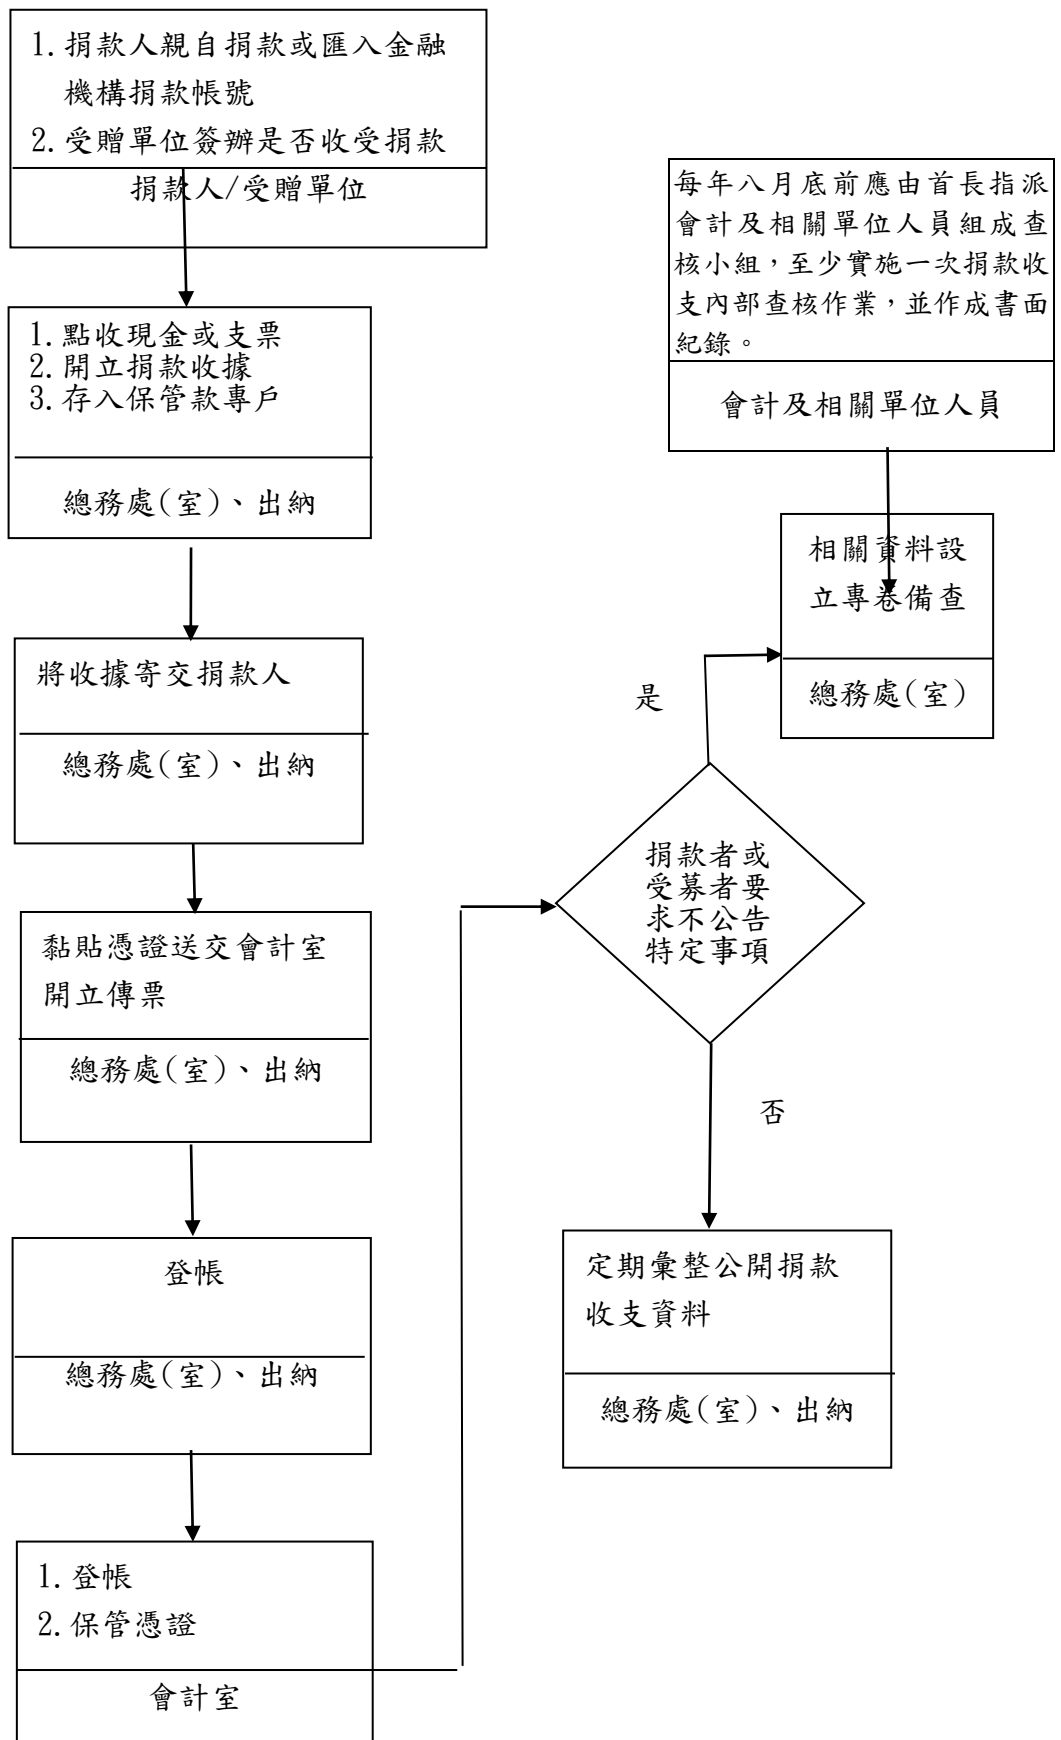 1. 捐款人親自捐款或匯入金融
機構捐款帳號
2. 受贈單位簽辦是否收受捐款
捐款人/受贈單位
1. 點收現金或支票
2. 開立捐款收據
3. 存入保管款專戶
總務處(室)、出納
將收據寄交捐款人
總務處(室)、出納
黏貼憑證送交會計室
開立傳票
總務處(室)、出納
登帳
總務處(室)、出納
1. 登帳
2. 保管憑證
會計室
每年八月底前應由首長指派
會計及相關單位人員組成查
核小組，至少實施一次捐款收
支內部查核作業，並作成書面
紀錄。
會計及相關單位人員
相關資料設
立專卷備查
總務處(室)
是
捐款者或
受募者要
求不公告
特定事項
否
定期彙整公開捐款
收支資料
總務處(室)、出納